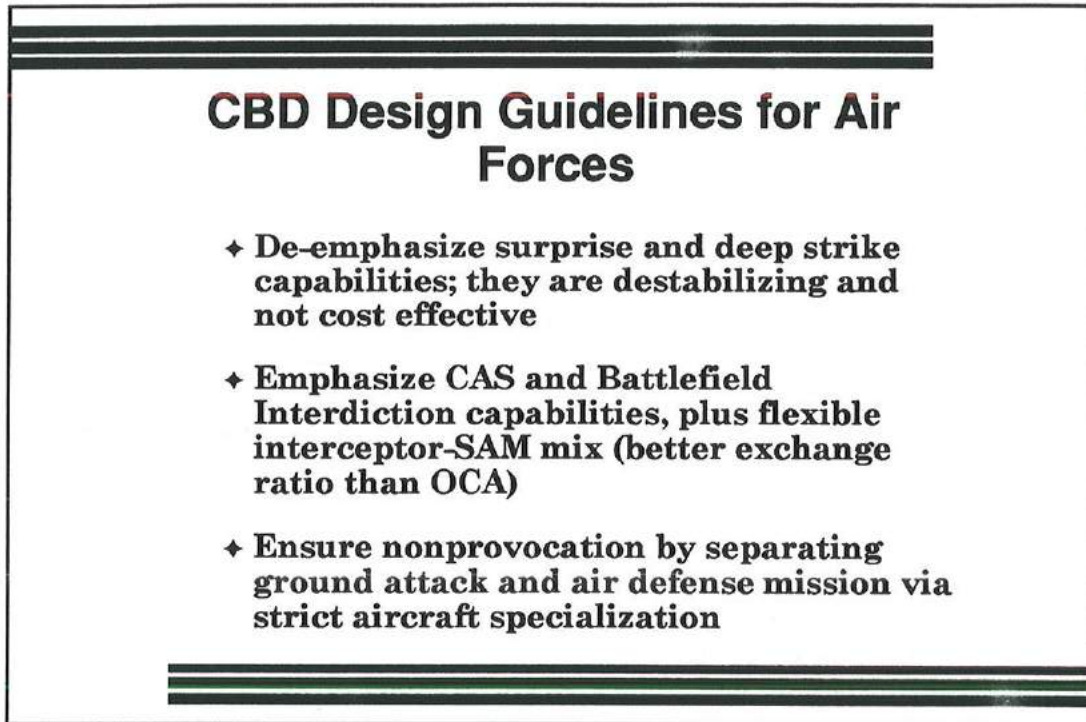 CBD Design Guidelines for Air
Forces
✦ De-emphasize surprise and deep strike
capabilities; they are destabilizing and
not cost effective
✦ Emphasize CAS and Battlefield
Interdiction capabilities, plus flexible
interceptor-SAM mix (better exchange
ratio than OCA)
✦ Ensure nonprovocation by separating
ground attack and air defense mission via
strict aircraft specialization